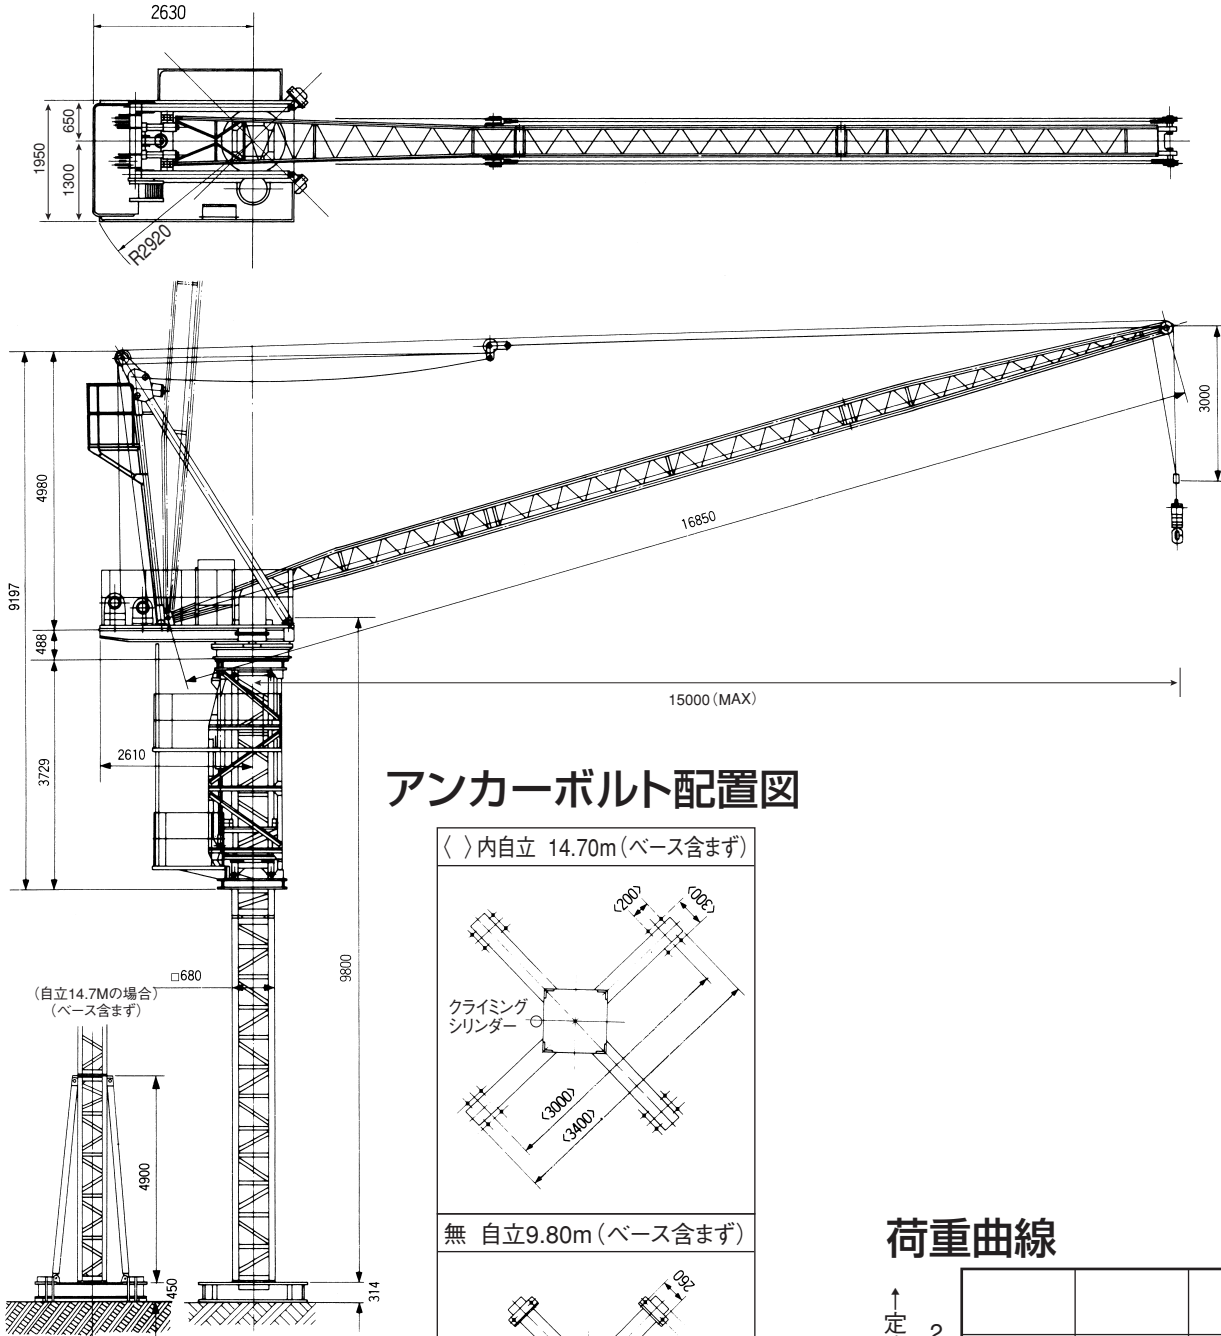 2630
650
1950
1300
R2920
3000
4980
16850
9197
488
15000(MAX)
2610
3729
アンカーボルト配置図
〈 〉内自立 14.70m(ベース含まず)
〈200〉
〈300〉
□680
9800
(自立14.7Mの場合)
(ベース含まず)
クライミング
シリンダー
〈3000〉
〈3400〉
4900
無 自立9.80m(ベース含まず)
荷重曲線
450
314
260
←定
2